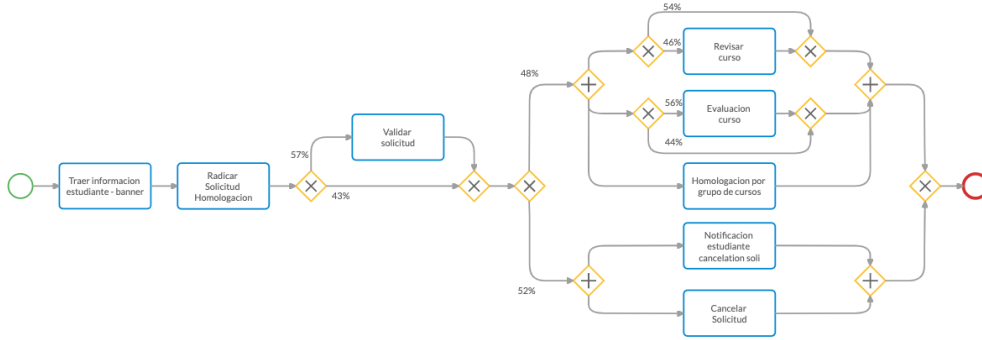 54%
46%
Revisar
curso
48%
56%
Evaluacion
curso
44%
Validar
solicitud
57%
Traer informacion
estudiante - banner
Radicar
Solicitud
Homologacion
43%
Homologacion por
grupo de cursos
Notificacion
estudiante
cancelation soli
52%
Cancelar
Solicitud